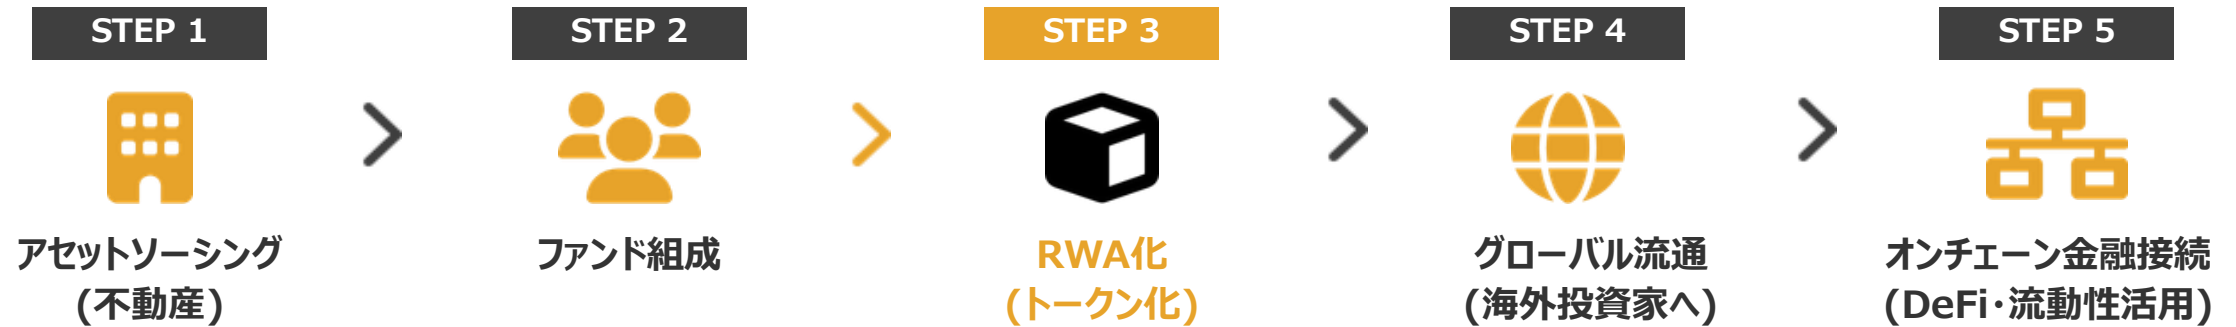 STEP 1
アセットソーシング
(不動産)
STEP 2
ファンド組成
STEP 3
RWA化
(トークン化)
STEP 4
グローバル流通
(海外投資家へ)
STEP 5
オンチェーン金融接続
(DeFi・流動性活用)